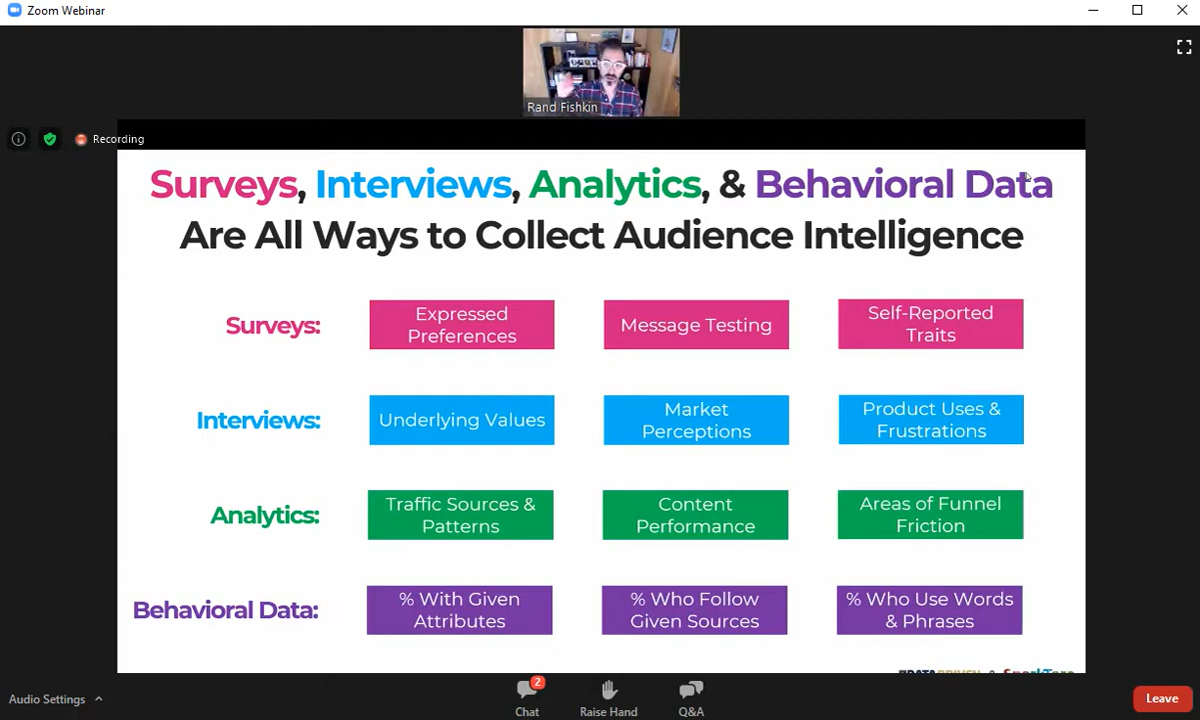 Zoom Webinar
Rand Fishkin
Recording
Surveys, Interviews, Analytics, & Behavioral Data
Are All Ways to Collect Audience Intelligence
Surveys:
Expressed
Preferences
Message Testing
Self-Reported
Traits
Interviews:
Underlying Values
Market
Perceptions
Product Uses &
Frustrations
Analytics:
Traffic Sources &
Patterns
Content
Performance
Areas of Funnel
Friction
Behavioral Data:
% With Given
Attributes
% Who Follow
Given Sources
% Who Use Words
& Phrases
Audio Settings
2
Chat
Raise Hand
Q&A
Leave